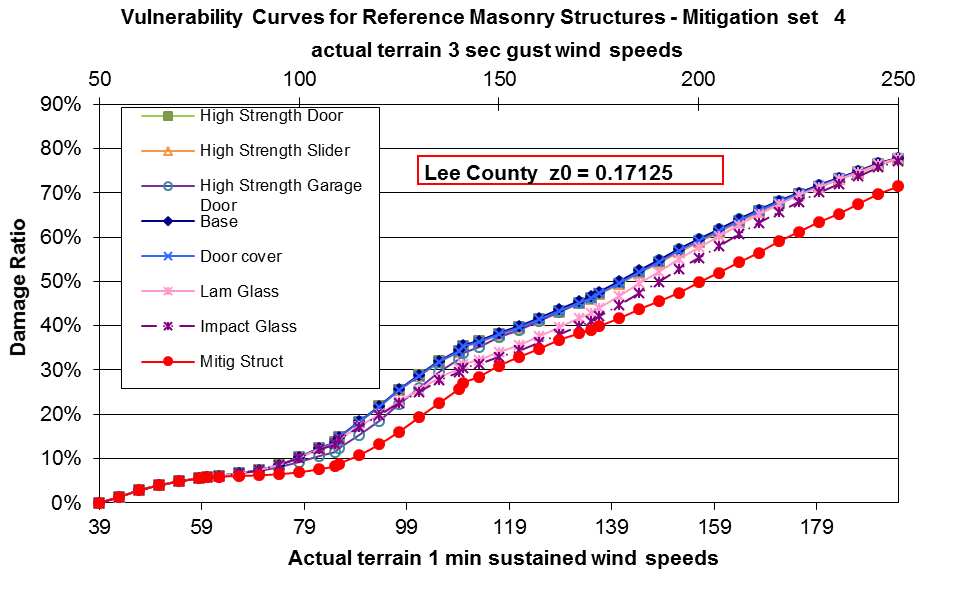 Vulnerability Curves for Reference Masonry Structures - Mitigation set 4
actual terrain 3 sec gust wind speeds
50 100 150 200 250
90%
80%
70%
60%
50%
40%
30%
20%
10%
0%
Damage Ratio
High Strength Door
High Strength Slider
High Strength Garage
Door
Base
Door cover
Lam Glass
Impact Glass
Mitig Struct
Lee County z0 = 0.17125
39 59 79 99 119 139 159 179
Actual terrain 1 min sustained wind speeds